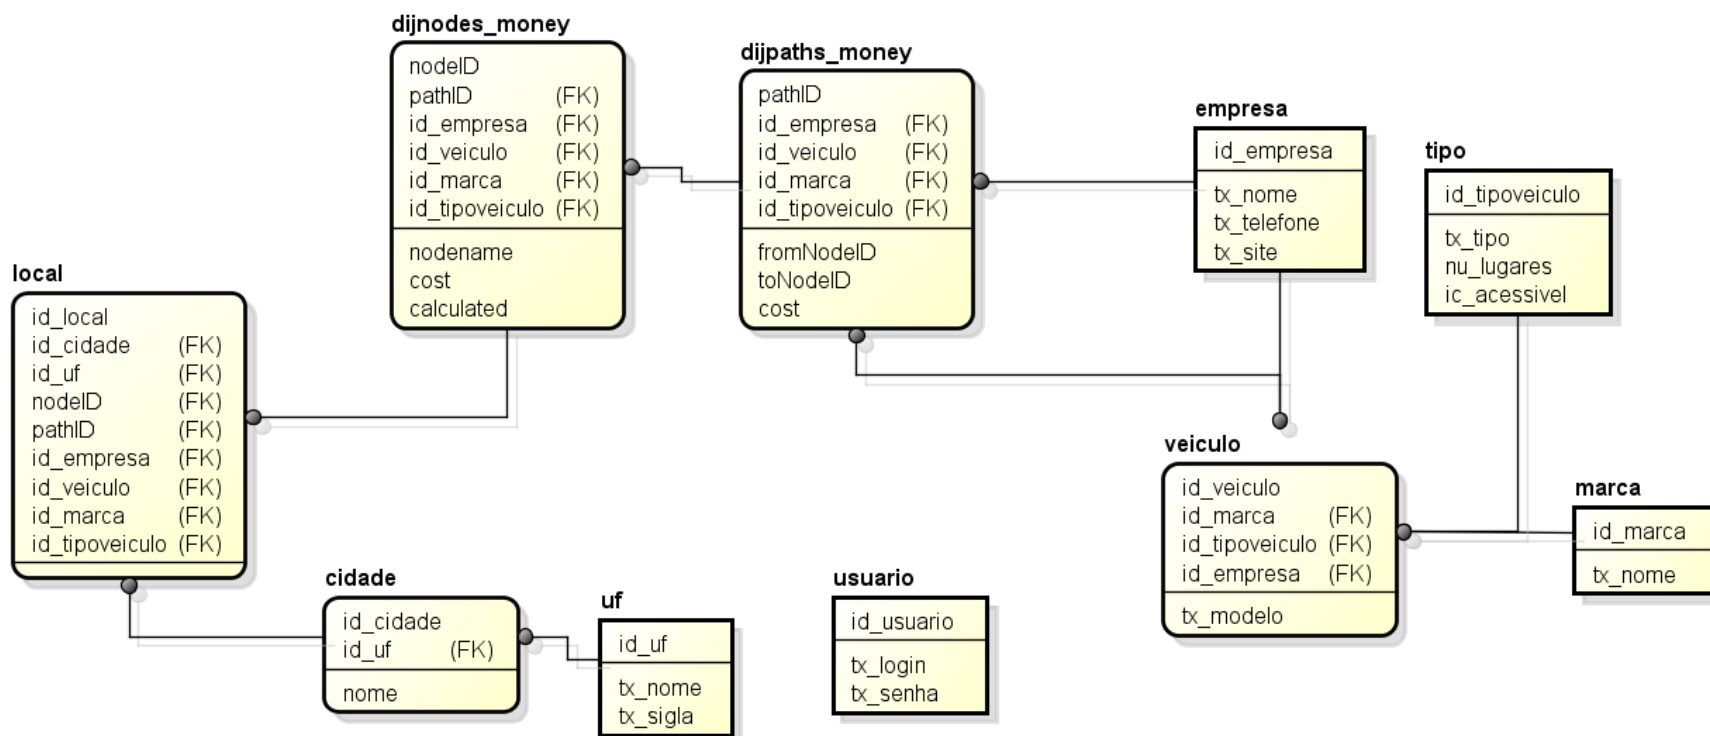 dijnodes_money
nodeID
pathID (FK)
id_empresa (FK)
id_veiculo (FK)
id_marca (FK)
id_tipoveiculo (FK)
nodename
cost
calculated
dijpaths_money
pathID
id_empresa (FK)
id_veiculo (FK)
id_marca (FK)
id_tipoveiculo (FK)
fromNodeID
toNodeID
cost
empresa
id_empresa
tx_nome
tx_telefone
tx_site
tipo
id_tipoveiculo
tx_tipo
nu_lugares
ic_acessivel
local
id_local
id_cidade (FK)
id_uf (FK)
nodeID (FK)
pathID (FK)
id_empresa (FK)
id_veiculo (FK)
id_marca (FK)
id_tipoveiculo (FK)
veiculo
id_veiculo
id_marca (FK)
id_tipoveiculo (FK)
id_empresa (FK)
tx_modelo
marca
id_marca
tx_nome
cidade
id_cidade
id_uf (FK)
nome
uf
id_uf
tx_nome
tx_sigla
usuario
id_usuario
tx_login
tx_senha